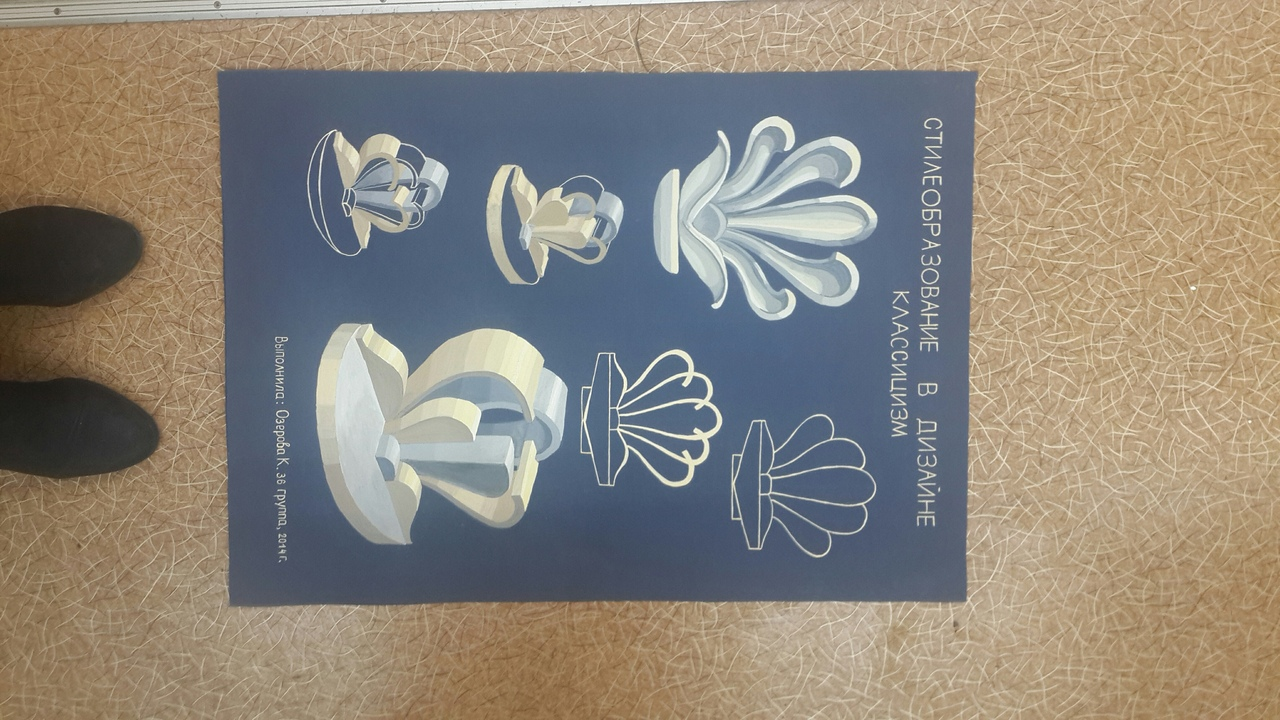 СТИЛЕОБРАЗОВАНИЕ В ДИЗАЙНЕ
КЛАССИЦИЗМ
Выполнила: Озерова К. 36 группа, 2014 г.